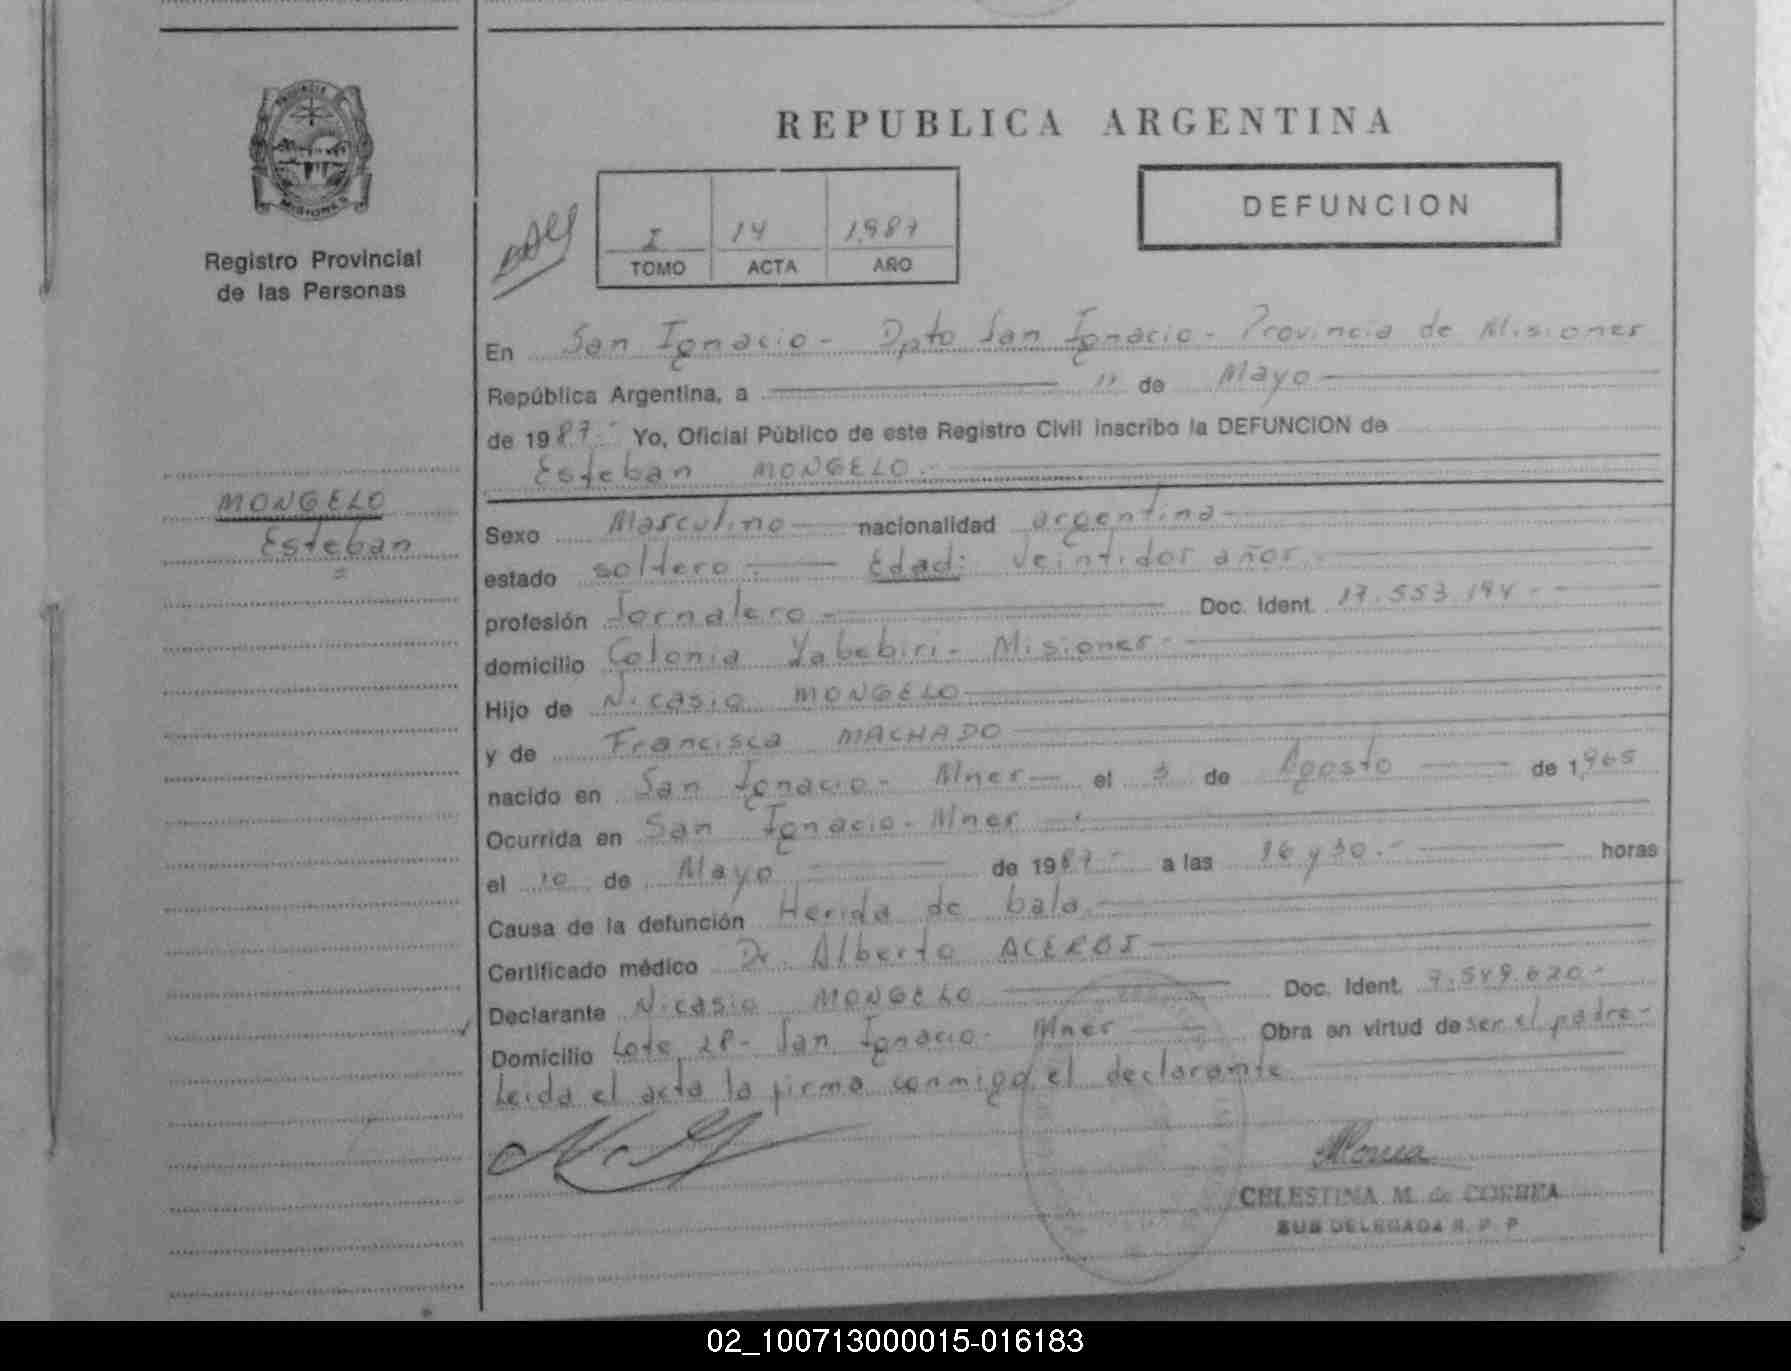 PROVINCIA
MISIONES
Registro Provincial
de las Personas
MONGELO
Esteban
REPUBLICA ARGENTINA
I 14 1.987
TOMO ACTA AÑO
DEFUNCION
En San Ignacio - Dpto San Ignacio - Provincia de Misiones
República Argentina, a 11 de Mayo
de 1987.- Yo, Oficial Público de este Registro Civil inscribo la DEFUNCION de
Esteban MONGELO.-
Sexo Masculino nacionalidad argentina
estado soltero.- Edad: veintidos años.-
profesión Jornalero - Doc. Ident. 17.553.194.-
domicilio Colonia Yabebiri - Misiones -
Hijo de Nicasio MONGELO
y de Francisca MACHADO
nacido en San Ignacio - Mnes el 3 de Agosto de 1.965
Ocurrida en San Ignacio - Mnes
el 10 de Mayo de 1987.- a las 16 y 30.- horas
Causa de la defunción Herida de bala.
Certificado médico Dr. Alberto
Declarante Nicasio MONGELO Doc. Ident. 7.549.620.-
Domicilio Lote San Ignacio - Mnes Obra en virtud de ser el padre -
Leida el acta la firma conmigo el declarante
CELESTINA M. de CORREA
SUB DELEGADA R. P. P.
02_100713000015-016183